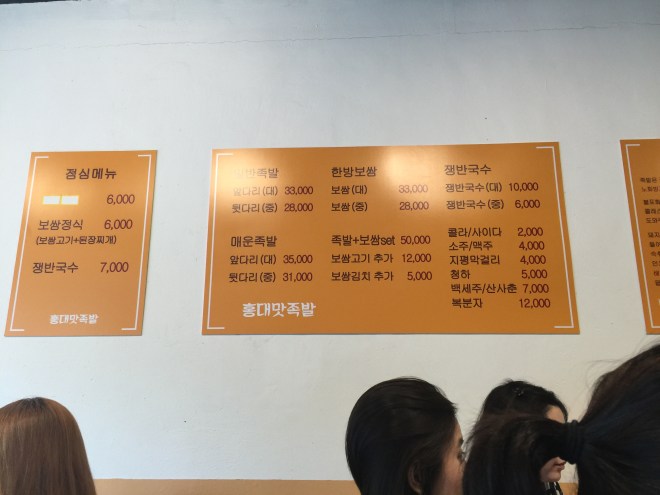 점심메뉴
6,000
보쌈정식 6,000
(보쌈고기+된장찌개)
쟁반국수 7,000
홍대맛족발
족발
앞다리(대) 33,000
뒷다리(중) 28,000
매운족발
앞다리(대) 35,000
뒷다리(중) 31,000
홍대맛족발
한방보쌈
보쌈(대) 33,000
보쌈(중) 28,000
족발+보쌈set 50,000
보쌈고기 추가 12,000
보쌈김치 추가 5,000
쟁반국수
쟁반국수(대) 10,000
쟁반국수(중) 6,000
콜라/사이다 2,000
소주/맥주 4,000
지평막걸리 4,000
청하 5,000
백세주/산사춘 7,000
복분자 12,000